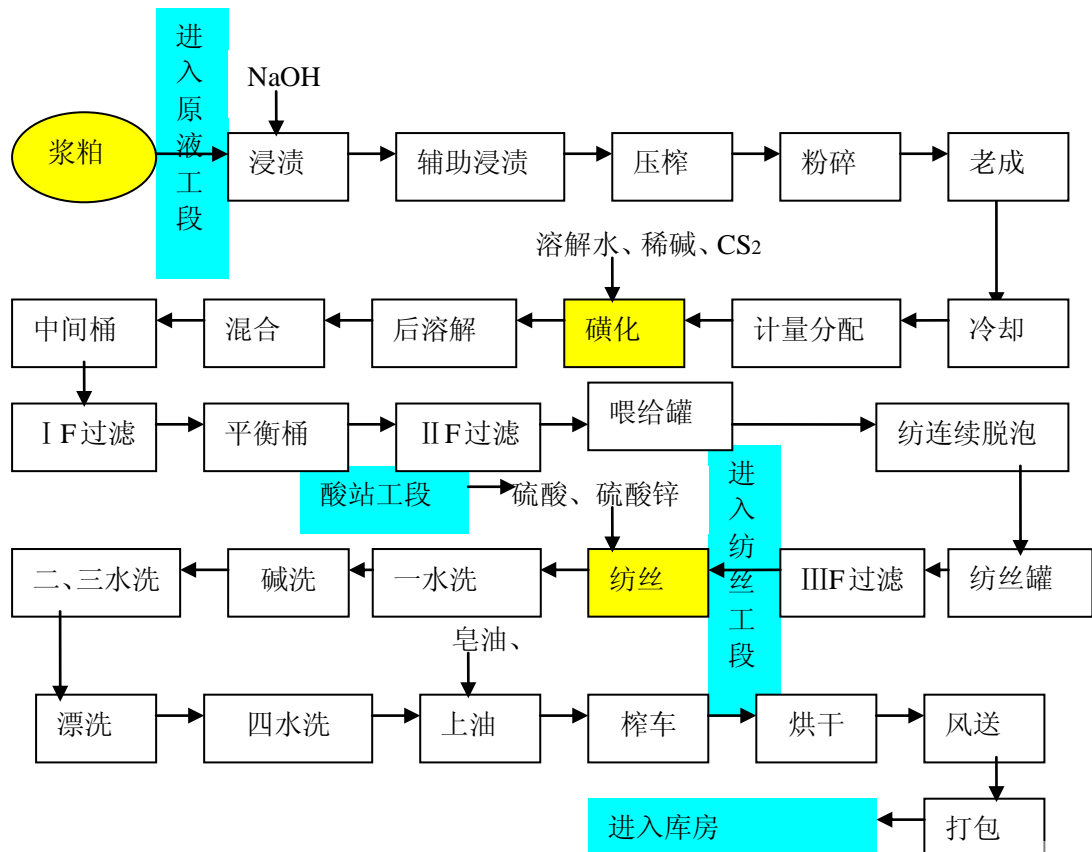 进入原液工段
NaOH
浆粕
浸渍
辅助浸渍
压榨
粉碎
老成
溶解水、稀碱、CS₂
中间桶
混合
后溶解
磺化
计量分配
冷却
ⅠF过滤
平衡桶
ⅡF过滤
喂给罐
纺连续脱泡
酸站工段
硫酸、硫酸锌
进入纺丝工段
二、三水洗
碱洗
一水洗
纺丝
ⅢF过滤
纺丝罐
皂油、
漂洗
四水洗
上油
榨车
烘干
风送
进入库房
打包